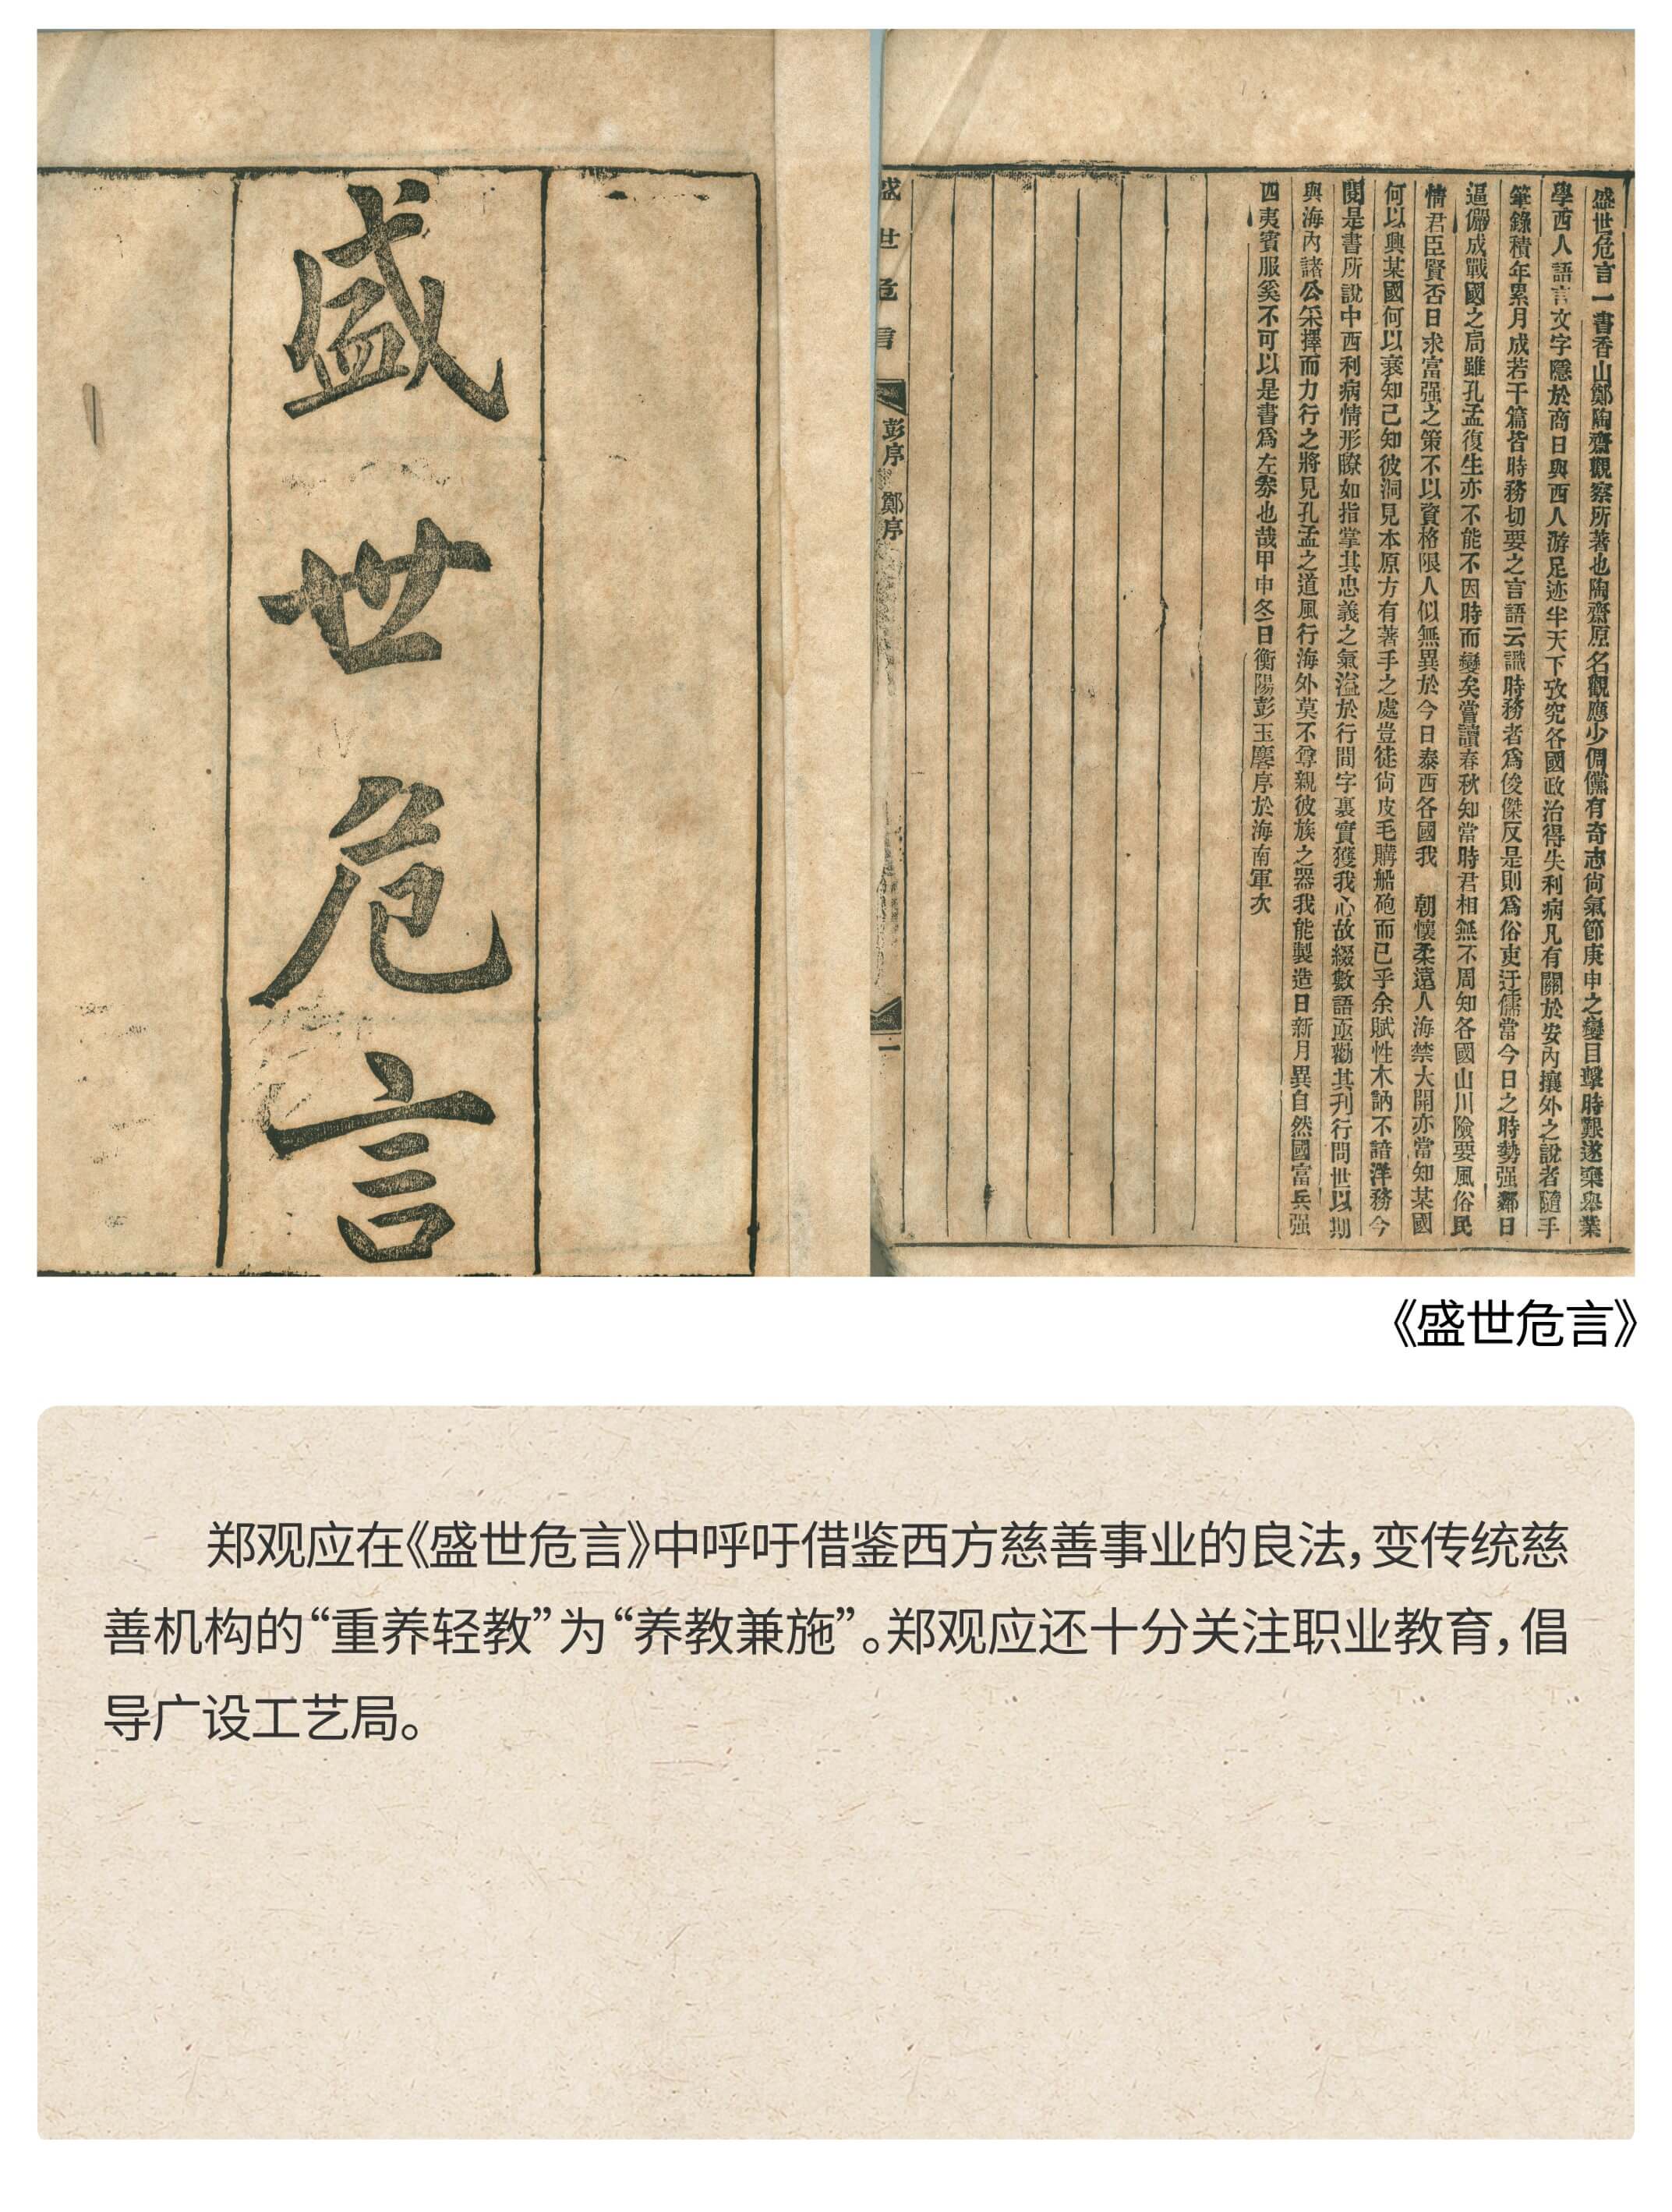 盛世危言
盛世危言一書香山鄭陶齋觀察所著也陶齋原名觀應少倜儻有奇志尙氣節庚申之變目擊時艱遂棄舉業
學西人語言文字隱於商日與西人游足迹半天下攷究各國政治得失利病凡有關於安內攘外之說者隨手
筆錄積年累月成若干篇皆時務切要之言語云識時務者爲俊傑反是則爲俗吏迂儒當今日之時勢强鄰日
逼儼成戰國之局雖孔孟復生亦不能不因時而變矣嘗讀春秋知當時君相無不周知各國山川險要風俗民
情君臣賢否日求富强之策不以資格限人似無異於今日泰西各國我 朝懷柔遠人海禁大開亦當知某國
何以興某國何以衰知己知彼洞見本原方有著手之處豈徒尙皮毛購船砲而已乎余賦性木訥不諳洋務今
閱是書所說中西利病情形瞭如指掌其忠義之氣溢於行間字裏實獲我心故綴數語亟勸其刋行問世以期
與海內諸公采擇而力行之將見孔孟之道風行海外莫不尊親彼族之器我能製造日新月異自然國富兵强
四夷賓服奚不可以是書爲左券也哉甲申冬日衡陽彭玉麐序於海南軍次
盛世危言
彭序 鄭序
一
《盛世危言》
郑观应在《盛世危言》中呼吁借鉴西方慈善事业的良法，变传统慈
善机构的“重养轻教”为“养教兼施”。郑观应还十分关注职业教育，倡
导广设工艺局。